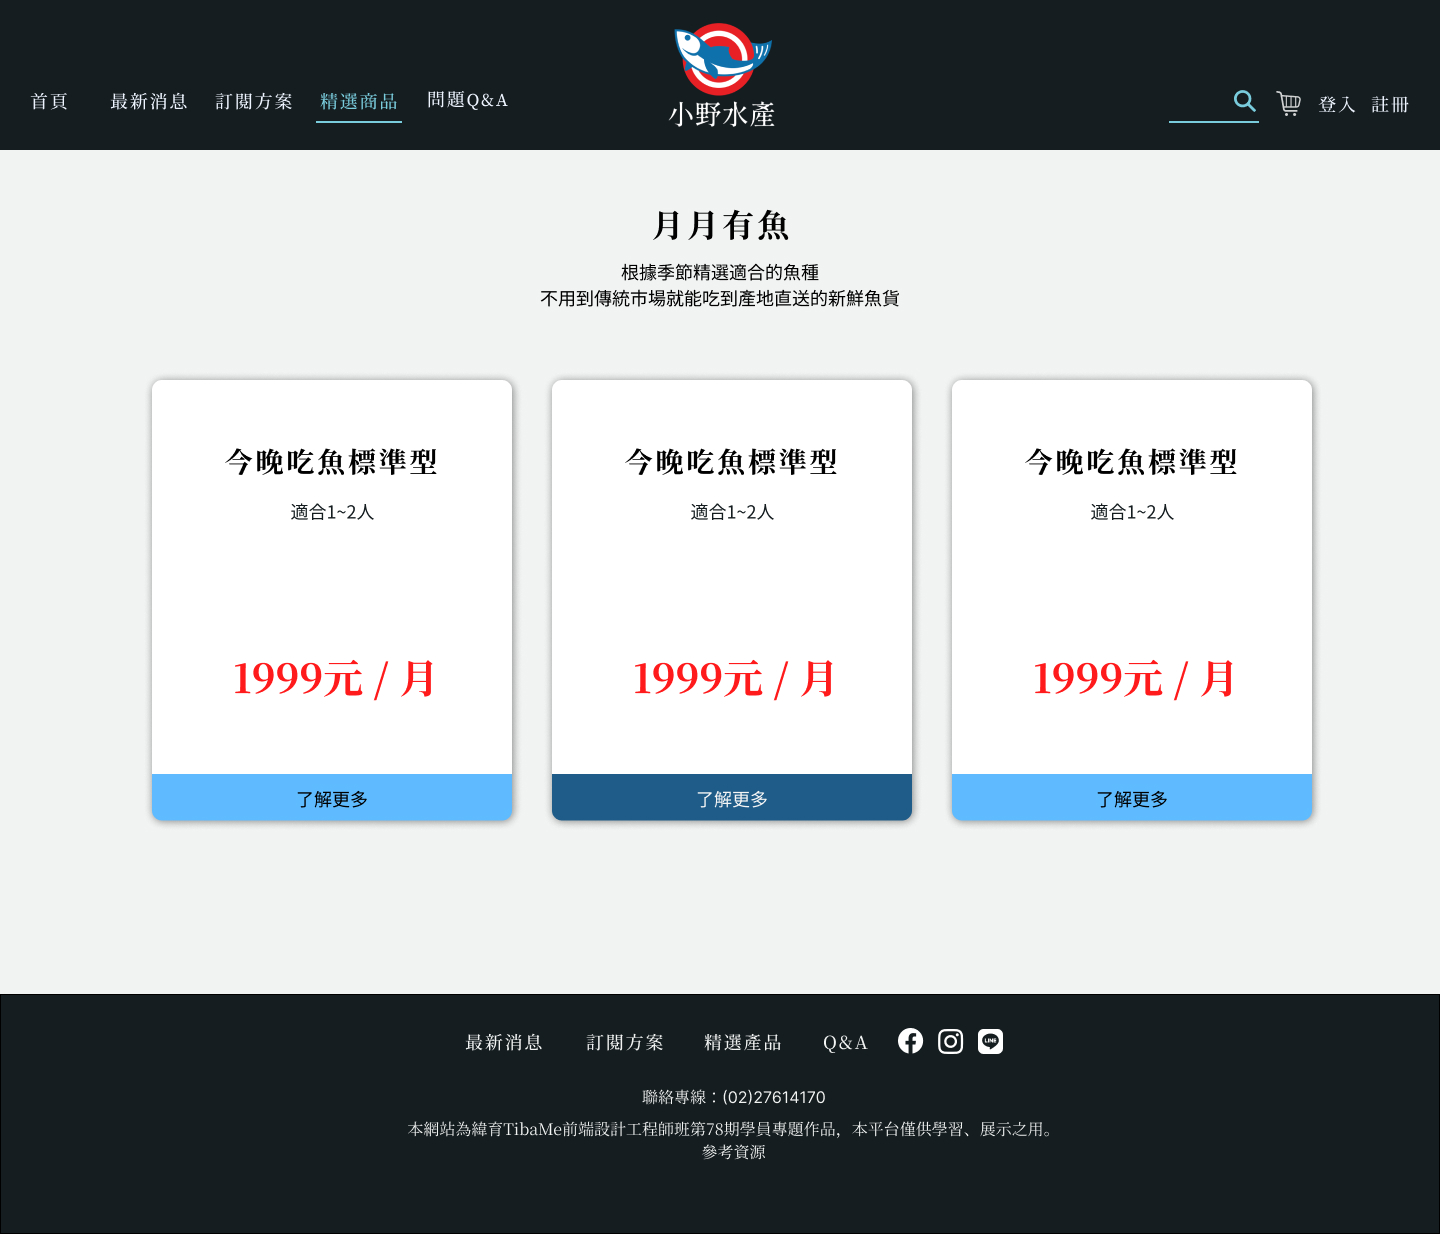 首頁
最新消息
訂閱方案
精選商品
問題Q&A
小野水產
登入
註冊
月月有魚
根據季節精選適合的魚種
不用到傳統市場就能吃到產地直送的新鮮魚貨
今晚吃魚標準型
適合1~2人
1999元 / 月
了解更多
今晚吃魚標準型
適合1~2人
1999元 / 月
了解更多
今晚吃魚標準型
適合1~2人
1999元 / 月
了解更多
最新消息
訂閱方案
精選產品
Q&A
LINE
聯絡專線：(02)27614170
本網站為緯育TibaMe前端設計工程師班第78期學員專題作品，本平台僅供學習、展示之用。
參考資源